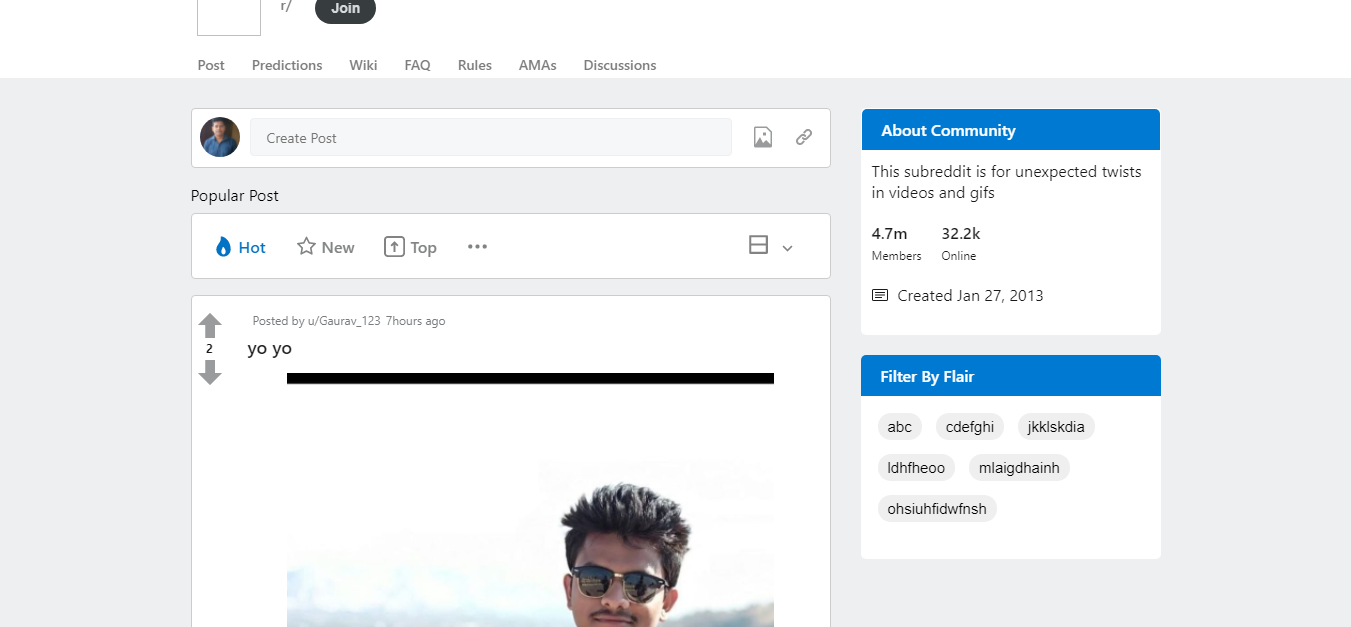 r/
Join
Post Predictions Wiki FAQ Rules AMAs Discussions
Create Post
Popular Post
Hot New Top
2
Posted by u/Gaurav_123 7hours ago
yo yo
About Community
This subreddit is for unexpected twists
in videos and gifs
4.7m 32.2k
Members Online
Created Jan 27, 2013
Filter By Flair
abc cdefghi jkklskdia
ldhfheoo mlaigdhainh
ohsiuhfidwfnsh